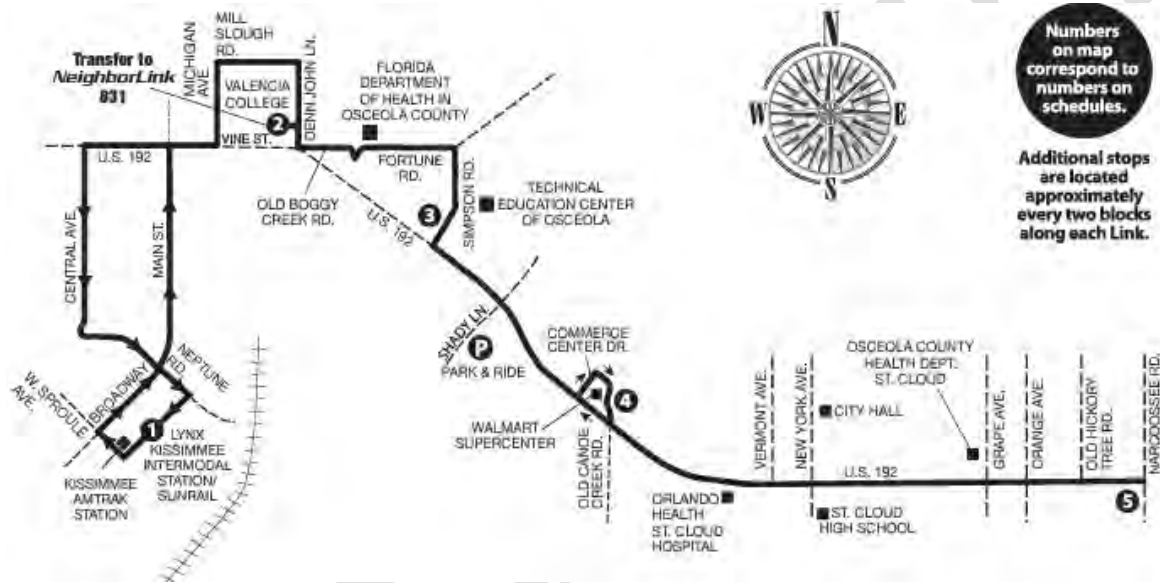 Transfer to
NeighborLink
831
MICHIGAN
AVE.
MILL
SLOUGH
RD.
DENN JOHN LN.
VALENCIA
COLLEGE
2
VINE ST.
FLORIDA
DEPARTMENT
OF HEALTH IN
OSCEOLA COUNTY
U.S. 192
OLD BOGGY
CREEK RD.
FORTUNE
RD.
SIMPSON RD.
3
U.S. 192
TECHNICAL
EDUCATION CENTER
OF OSCEOLA
N
W
E
S
Numbers
on map
correspond to
numbers on
schedules.
Additional stops
are located
approximately
every two blocks
along each Link.
CENTRAL AVE.
MAIN ST.
NEPTUNE
RD.
W. SPROULE
AVE.
BROADWAY
1
LYNX
KISSIMMEE
INTERMODAL
STATION/
SUNRAIL
KISSIMMEE
AMTRAK
STATION
SHADY LN.
P
PARK & RIDE
COMMERCE
CENTER DR.
4
WALMART
SUPERCENTER
OLD CANOE
CREEK RD.
ORLANDO
HEALTH
ST. CLOUD
HOSPITAL
VERMONT AVE.
NEW YORK AVE.
OSCEOLA COUNTY
HEALTH DEPT.
ST. CLOUD
CITY HALL
U.S. 192
ST. CLOUD
HIGH SCHOOL
GRAPE AVE.
ORANGE AVE.
OLD HICKORY
TREE RD.
NARCOOSSEE RD.
5